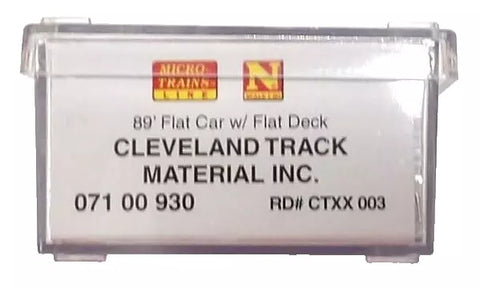 MICRO-
TRAINS
LINE
N
89' Flat Car w/ Flat Deck
CLEVELAND TRACK
MATERIAL INC.
071 00 930
RD# CTXX 003